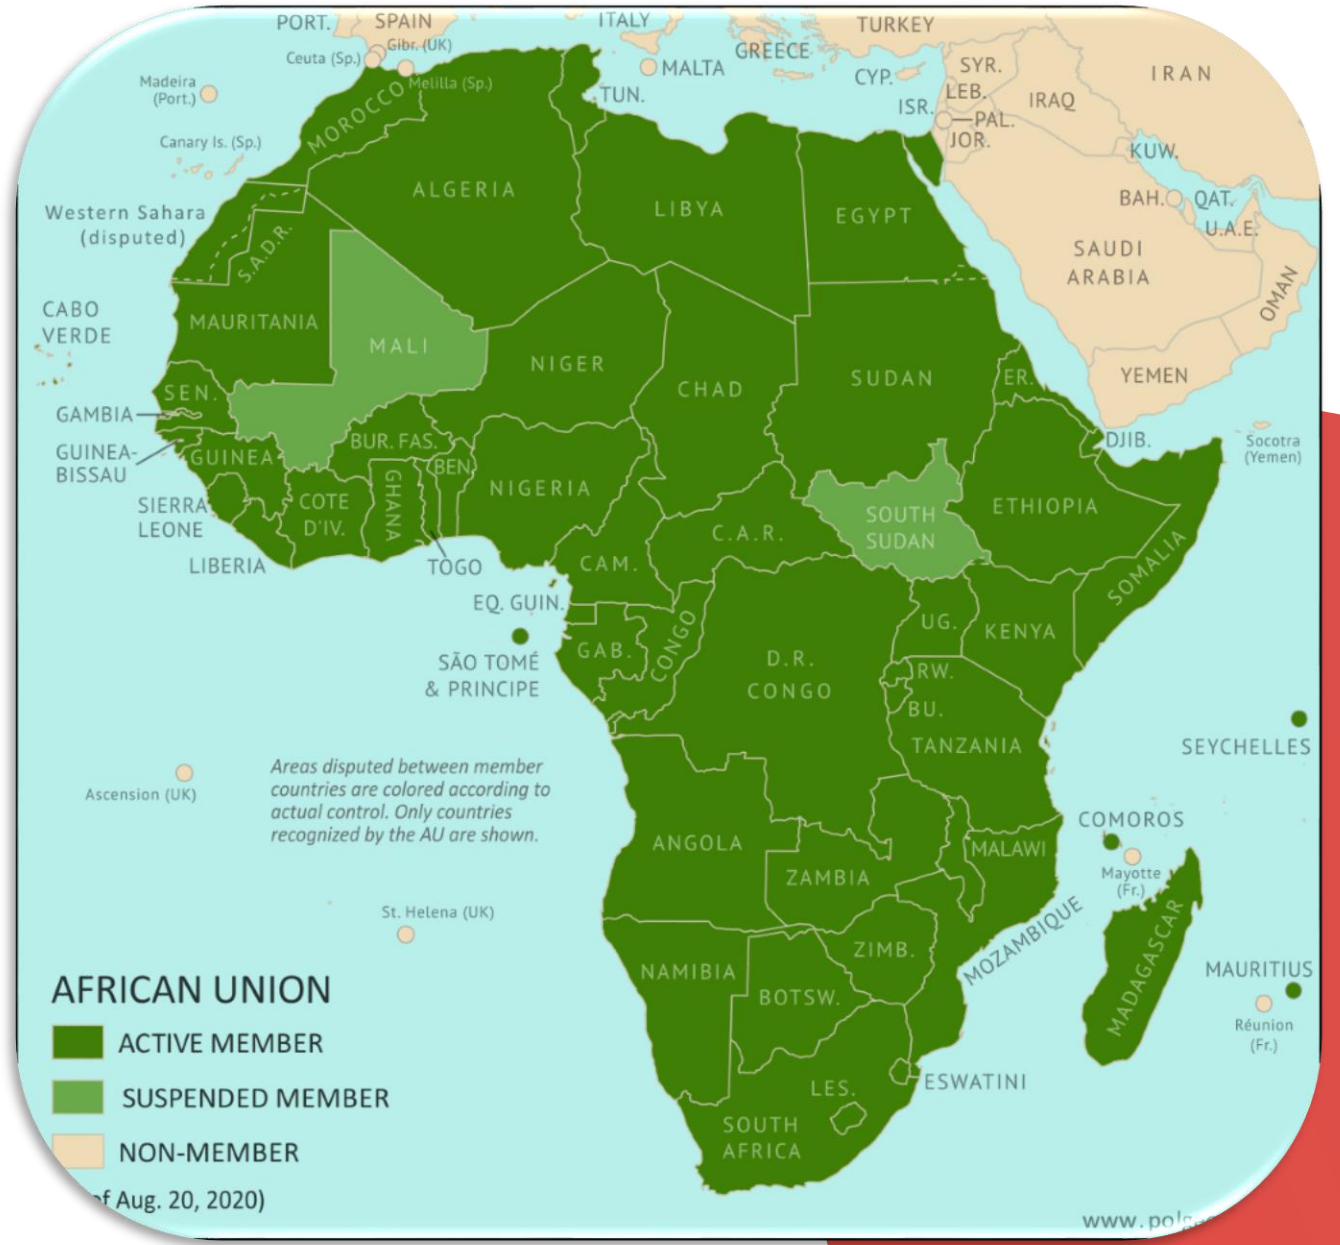 PORT.
SPAIN
ITALY
TURKEY
Gibr. (UK)
Ceuta (Sp.)
GREECE
MALTA
Melilla (Sp.)
CYP.
SYR.
IRAN
Madeira
(Port.)
TUN.
LEB.
ISR.
IRAQ
PAL.
JOR.
MOROCCO
Canary Is. (Sp.)
KUW.
ALGERIA
LIBYA
EGYPT
BAH.
QAT.
U.A.E.
Western Sahara
(disputed)
S.A.D.R.
SAUDI
ARABIA
OMAN
CABO
VERDE
MAURITANIA
MALI
NIGER
CHAD
SUDAN
ER.
YEMEN
SEN.
GAMBIA
GUINEA-
BISSAU
GUINEA
BUR. FAS.
BEN.
DJIB.
Socotra
(Yemen)
SIERRA
LEONE
COTE
D'IV.
GHANA
NIGERIA
ETHIOPIA
SOUTH
SUDAN
C.A.R.
LIBERIA
TOGO
CAM.
SOMALIA
EQ. GUIN.
UG.
KENYA
GAB.
CONGO
D.R.
CONGO
SÃO TOMÉ
& PRINCIPE
RW.
BU.
TANZANIA
SEYCHELLES
Ascension (UK)
Areas disputed between member
countries are colored according to
actual control. Only countries
recognized by the AU are shown.
COMOROS
Mayotte
(Fr.)
ANGOLA
MALAWI
ZAMBIA
St. Helena (UK)
MOZAMBIQUE
MADAGASCAR
ZIMB.
NAMIBIA
BOTSW.
MAURITIUS
Réunion
(Fr.)
AFRICAN UNION
ACTIVE MEMBER
SUSPENDED MEMBER
NON-MEMBER
of Aug. 20, 2020)
LES.
ESWATINI
SOUTH
AFRICA